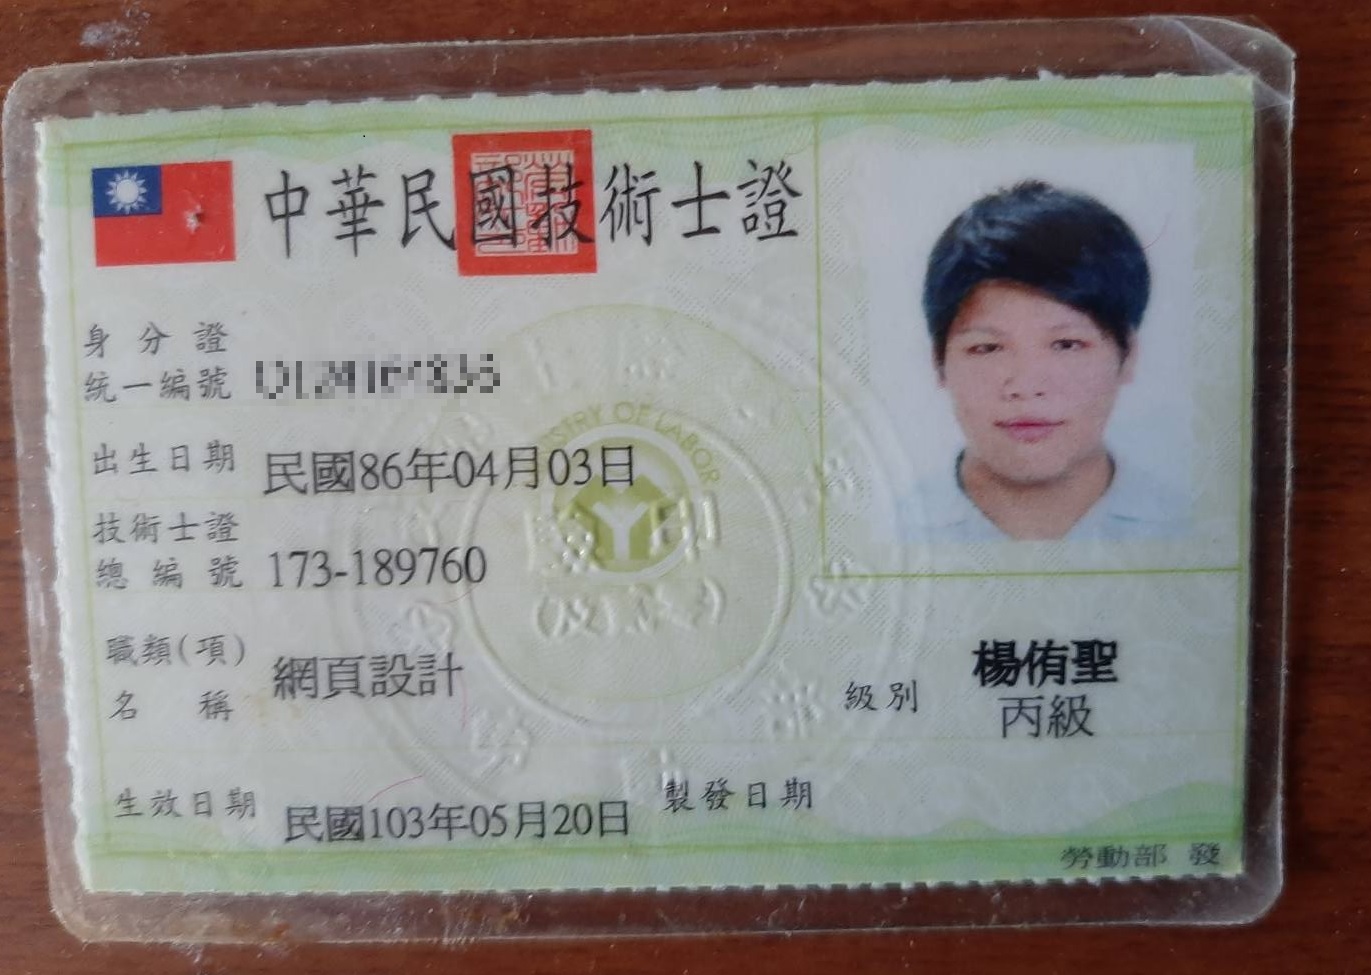 中華民國技術士證
身分證
統一編號
出生日期 民國86年04月03日
技術士證
總編號 173-189760
職類(項)
名稱 網頁設計
楊侑聖
級別 丙級
生效日期 民國103年05月20日 製發日期
勞動部 發
MINISTRY OF LABOR